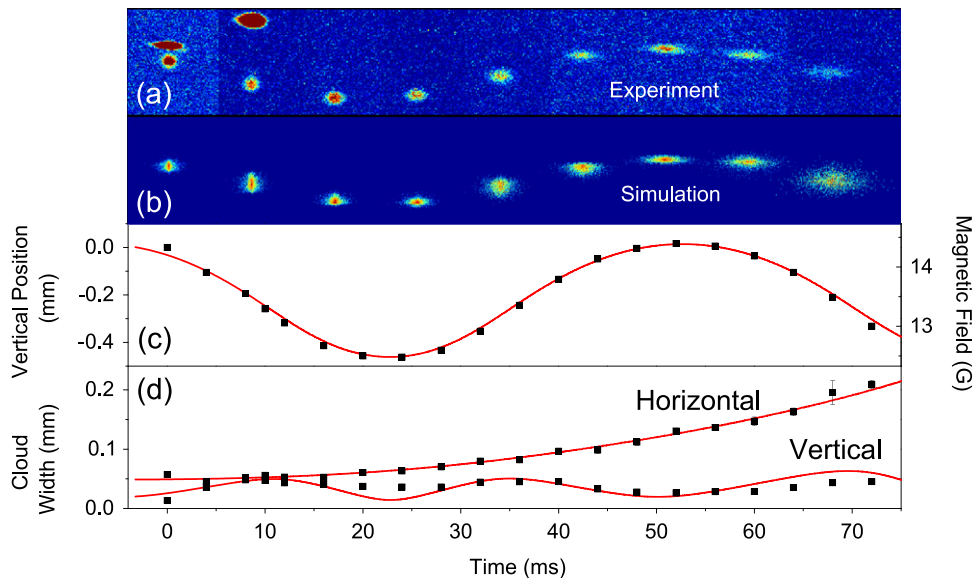 (a)
Experiment
(b)
Simulation
Vertical Position
(mm)
0.0
-0.2
-0.4
(c)
14
13
Magnetic Field (G)
Cloud
Width (mm)
0.2
0.1
0.0
(d)
Horizontal
Vertical
0 10 20 30 40 50 60 70
Time (ms)